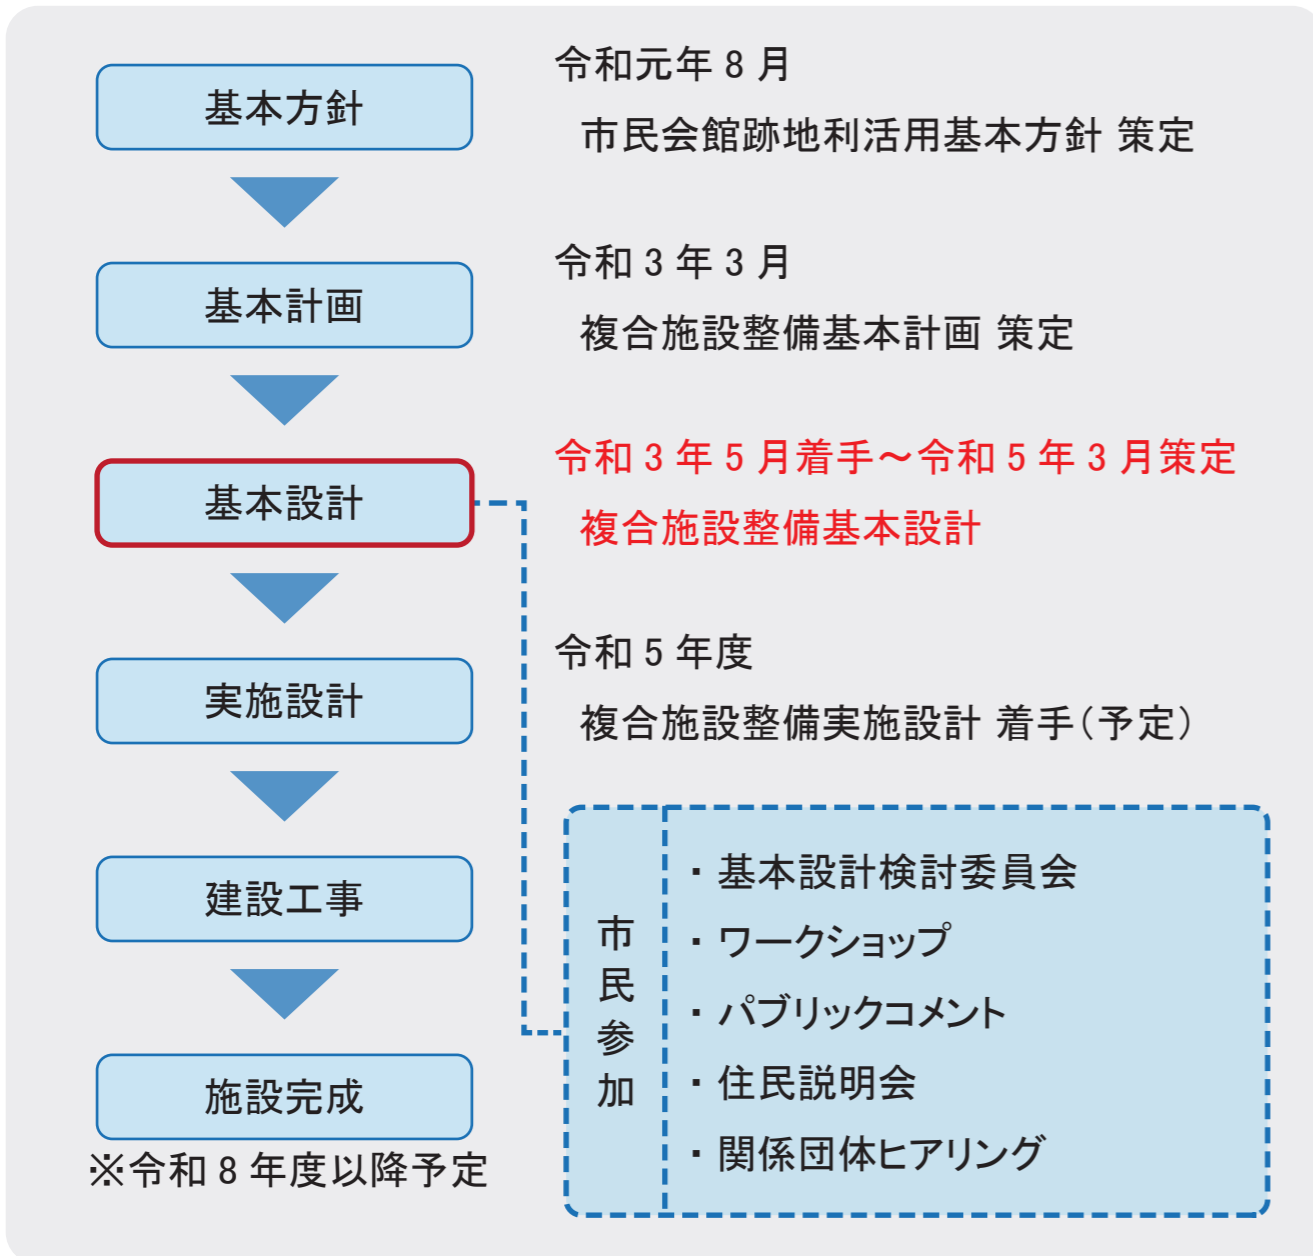 基本方針
令和元年 8 月
市民会館跡地利活用基本方針 策定
基本計画
令和 3 年 3 月
複合施設整備基本計画 策定
基本設計
令和 3 年 5 月着手～令和 5 年 3 月策定
複合施設整備基本設計
実施設計
令和 5 年度
複合施設整備実施設計 着手（予定）
建設工事
施設完成
※令和 8 年度以降予定
市民参加
・基本設計検討委員会
・ワークショップ
・パブリックコメント
・住民説明会
・関係団体ヒアリング